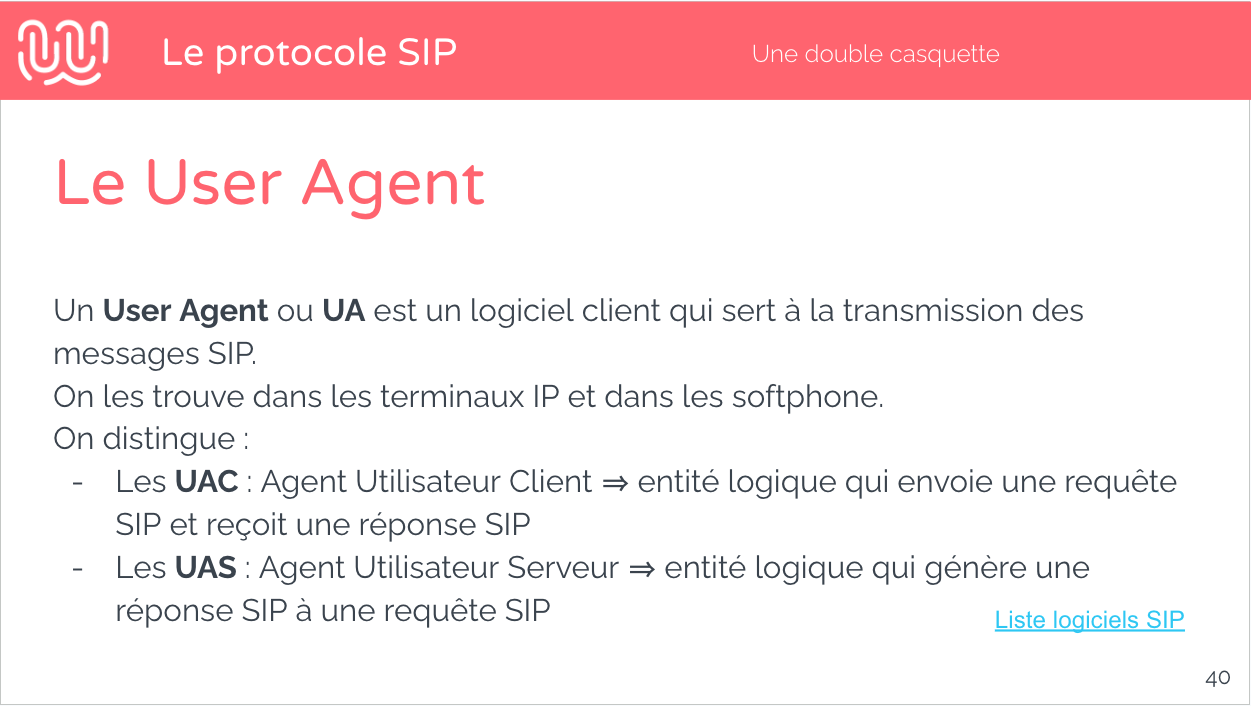 Le protocole SIP
Une double casquette
Le User Agent
Un User Agent ou UA est un logiciel client qui sert à la transmission des
messages SIP.
On les trouve dans les terminaux IP et dans les softphone.
On distingue :
- Les UAC : Agent Utilisateur Client ⇒ entité logique qui envoie une requête
SIP et reçoit une réponse SIP
- Les UAS : Agent Utilisateur Serveur ⇒ entité logique qui génère une
réponse SIP à une requête SIP
Liste logiciels SIP
40